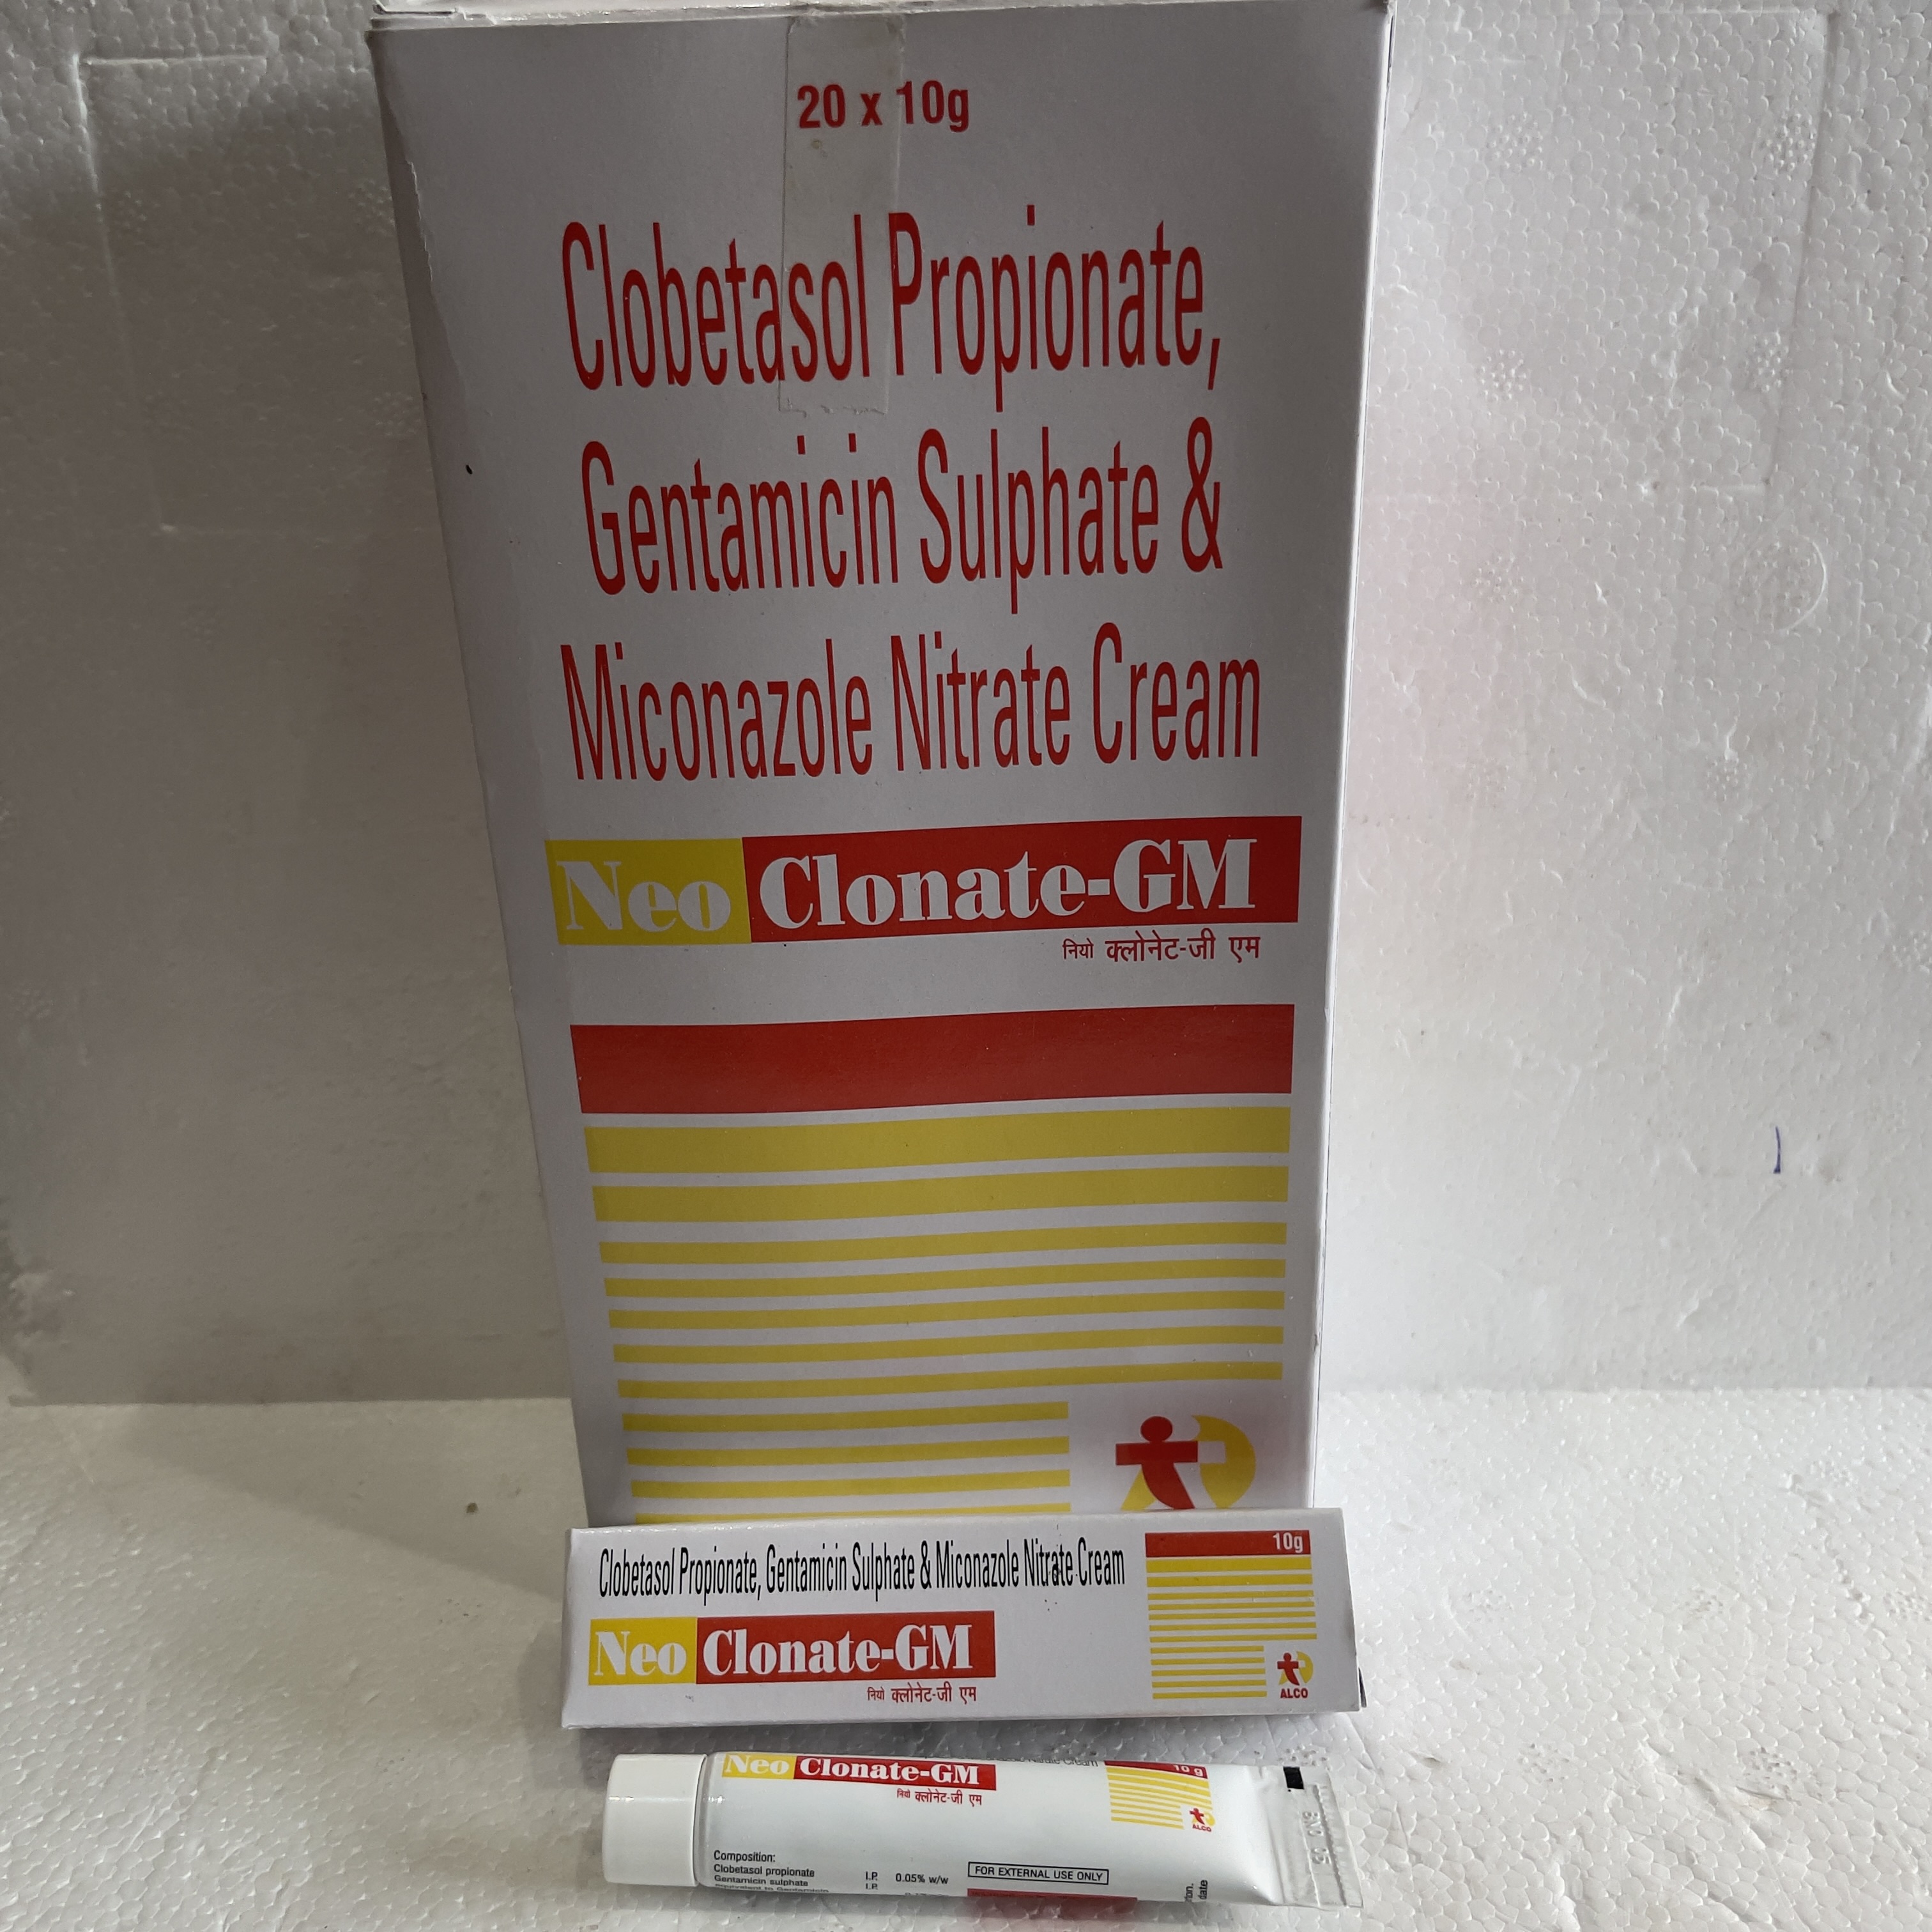 20 x 10g
Clobetasol Propionate,
Gentamicin Sulphate &
Miconazole Nitrate Cream
Neo Clonate-GM
नियो क्लोनेट-जी एम
Clobetasol Propionate, Gentamicin Sulphate & Miconazole Nitrate Cream
10g
Neo Clonate-GM
नियो क्लोनेट-जी एम
ALCO
Neo Clonate-GM
10 g
नियो क्लोनेट-जी एम
ALCO
Composition:
Clobetasol propionate I.P. 0.05% w/w
Gentamicin sulphate I.P.
FOR EXTERNAL USE ONLY
date